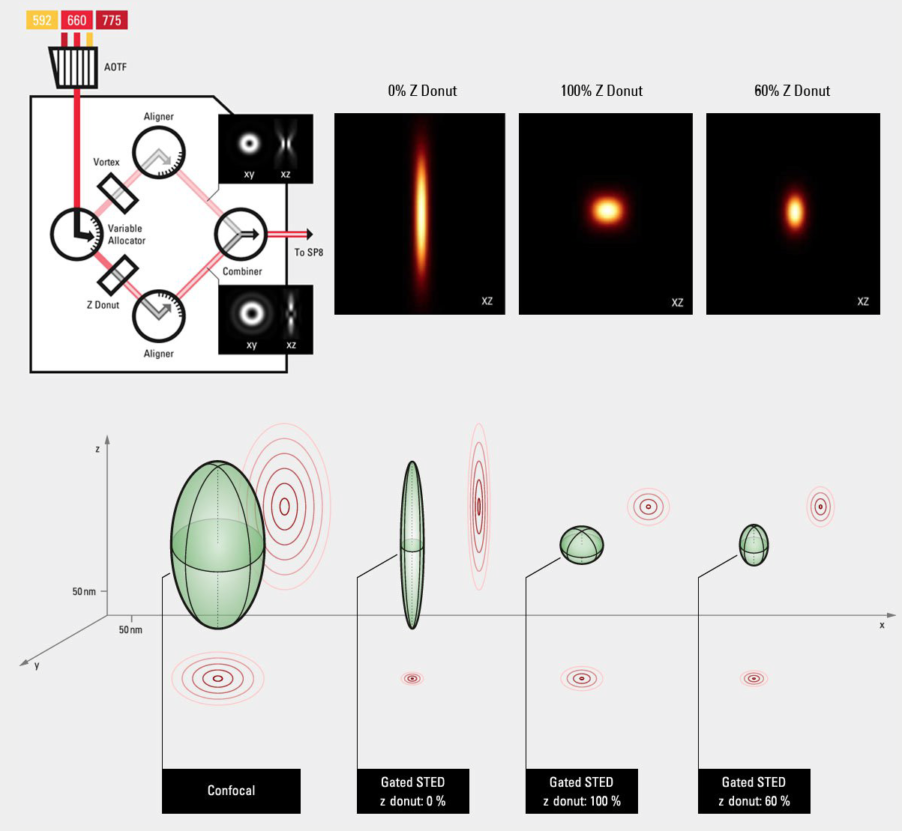 592 660 775
AOTF
Aligner
Vortex
xy xz
Variable
Allocator
To SP8
Combiner
Z Donut
xy xz
Aligner
0% Z Donut
XZ
100% Z Donut
XZ
60% Z Donut
XZ
z
50 nm
50 nm
x
y
Confocal
Gated STED
z donut: 0 %
Gated STED
z donut: 100 %
Gated STED
z donut: 60 %